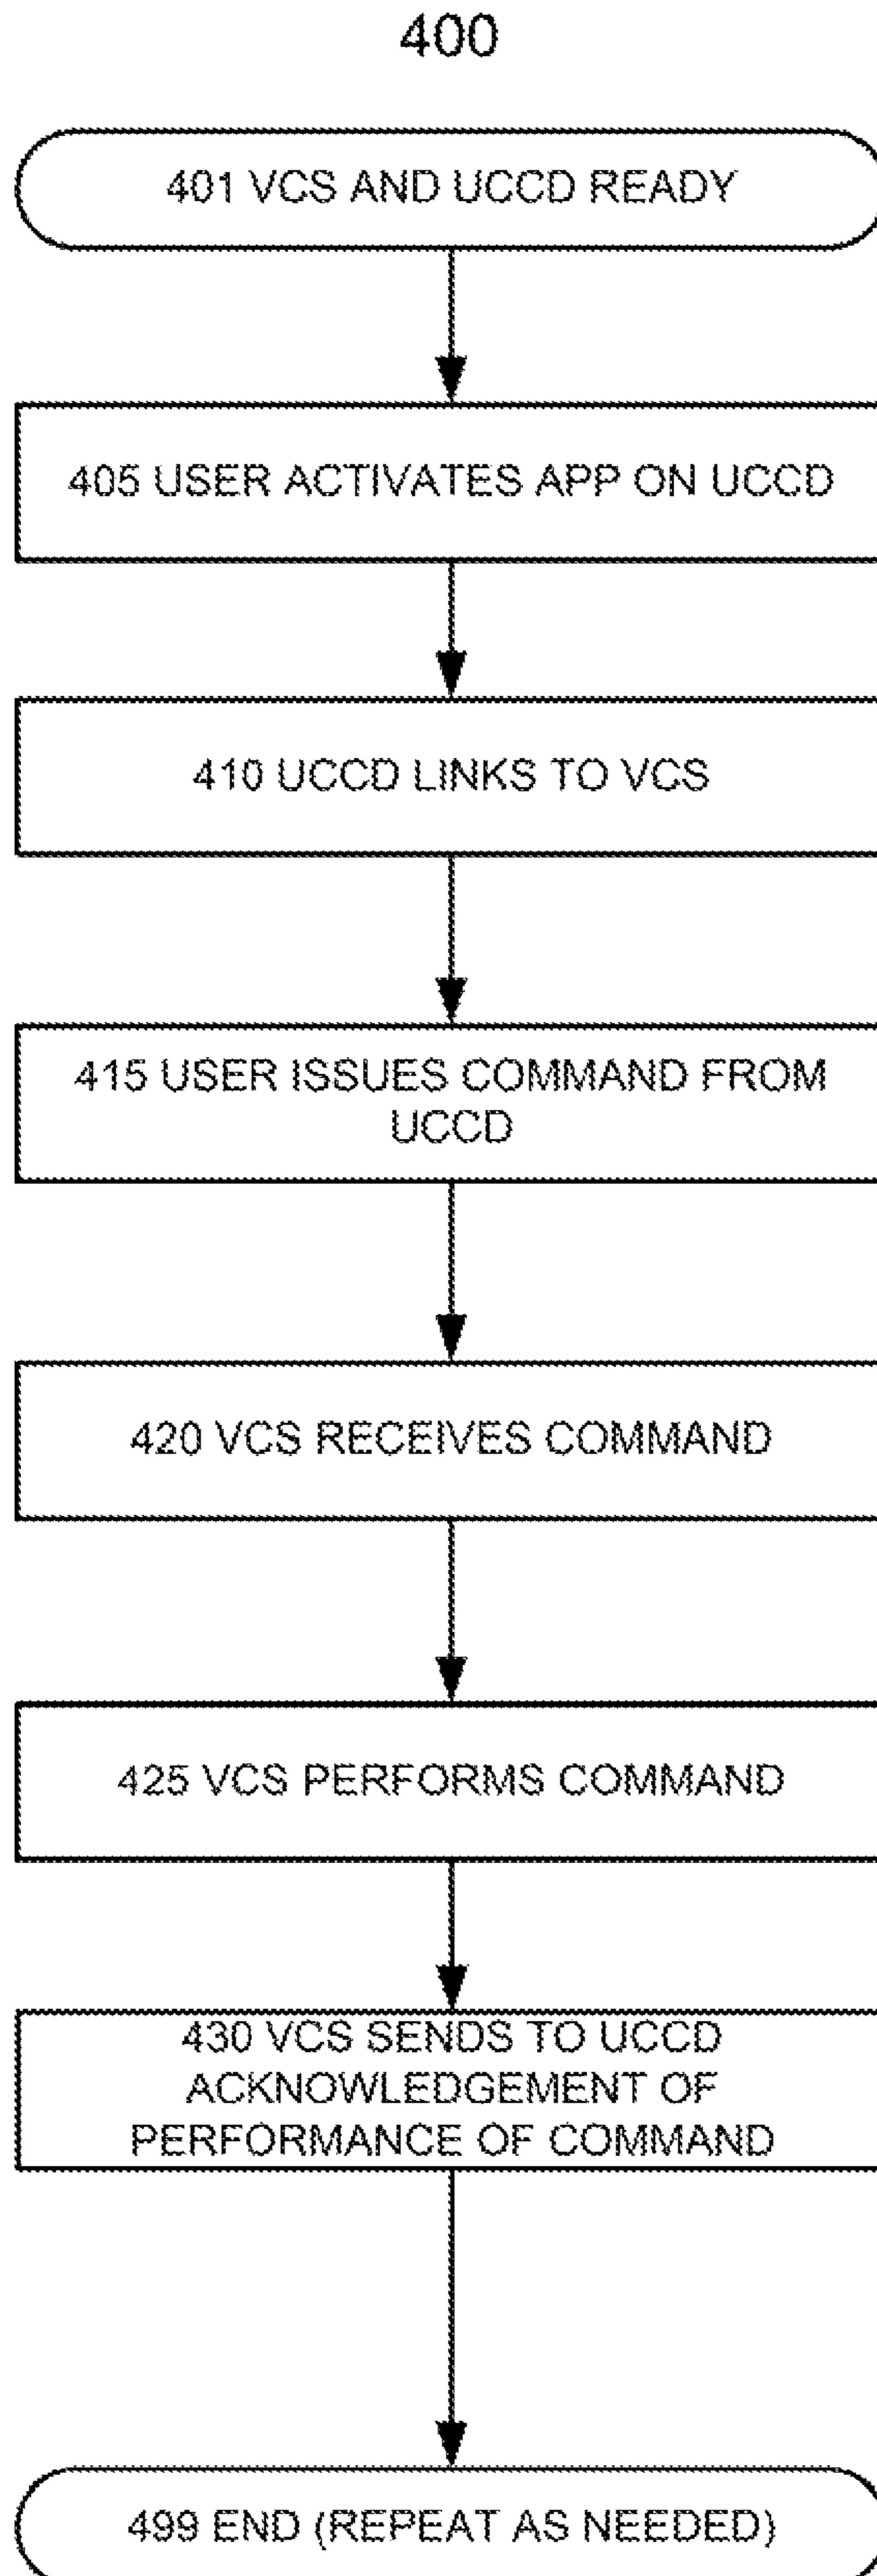 400
401 VCS AND UCCD READY
405 USER ACTIVATES APP ON UCCD
410 UCCD LINKS TO VCS
415 USER ISSUES COMMAND FROM
UCCD
420 VCS RECEIVES COMMAND
425 VCS PERFORMS COMMAND
430 VCS SENDS TO UCCD
ACKNOWLEDGEMENT OF
PERFORMANCE OF COMMAND
499 END (REPEAT AS NEEDED)